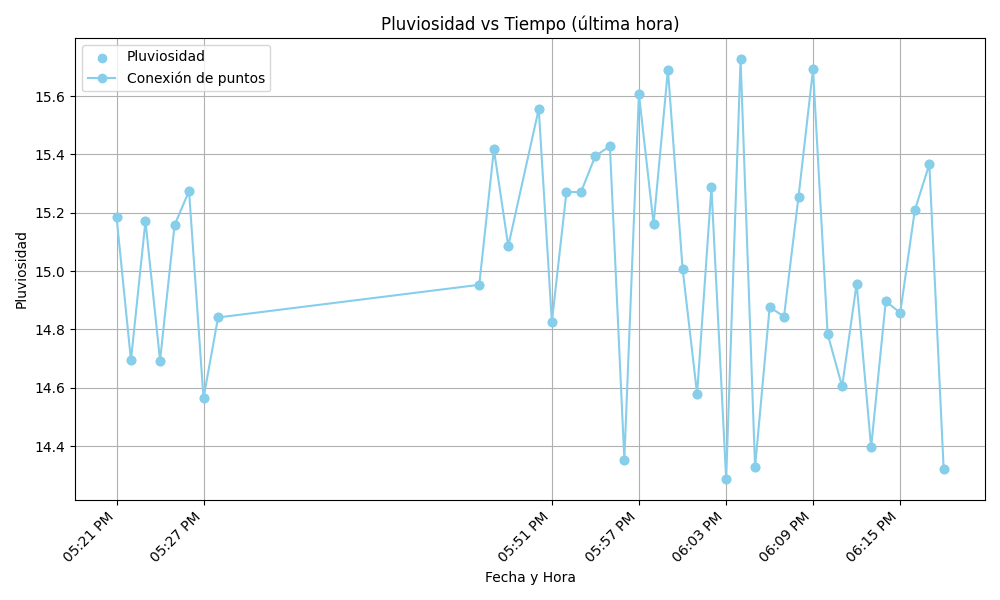 Pluviosidad vs Tiempo (última hora)
Pluviosidad
Conexión de puntos
15.6
15.4
15.2
15.0
14.8
14.6
14.4
Pluviosidad
05:21 PM
05:27 PM
05:51 PM
05:57 PM
06:03 PM
06:09 PM
06:15 PM
Fecha y Hora